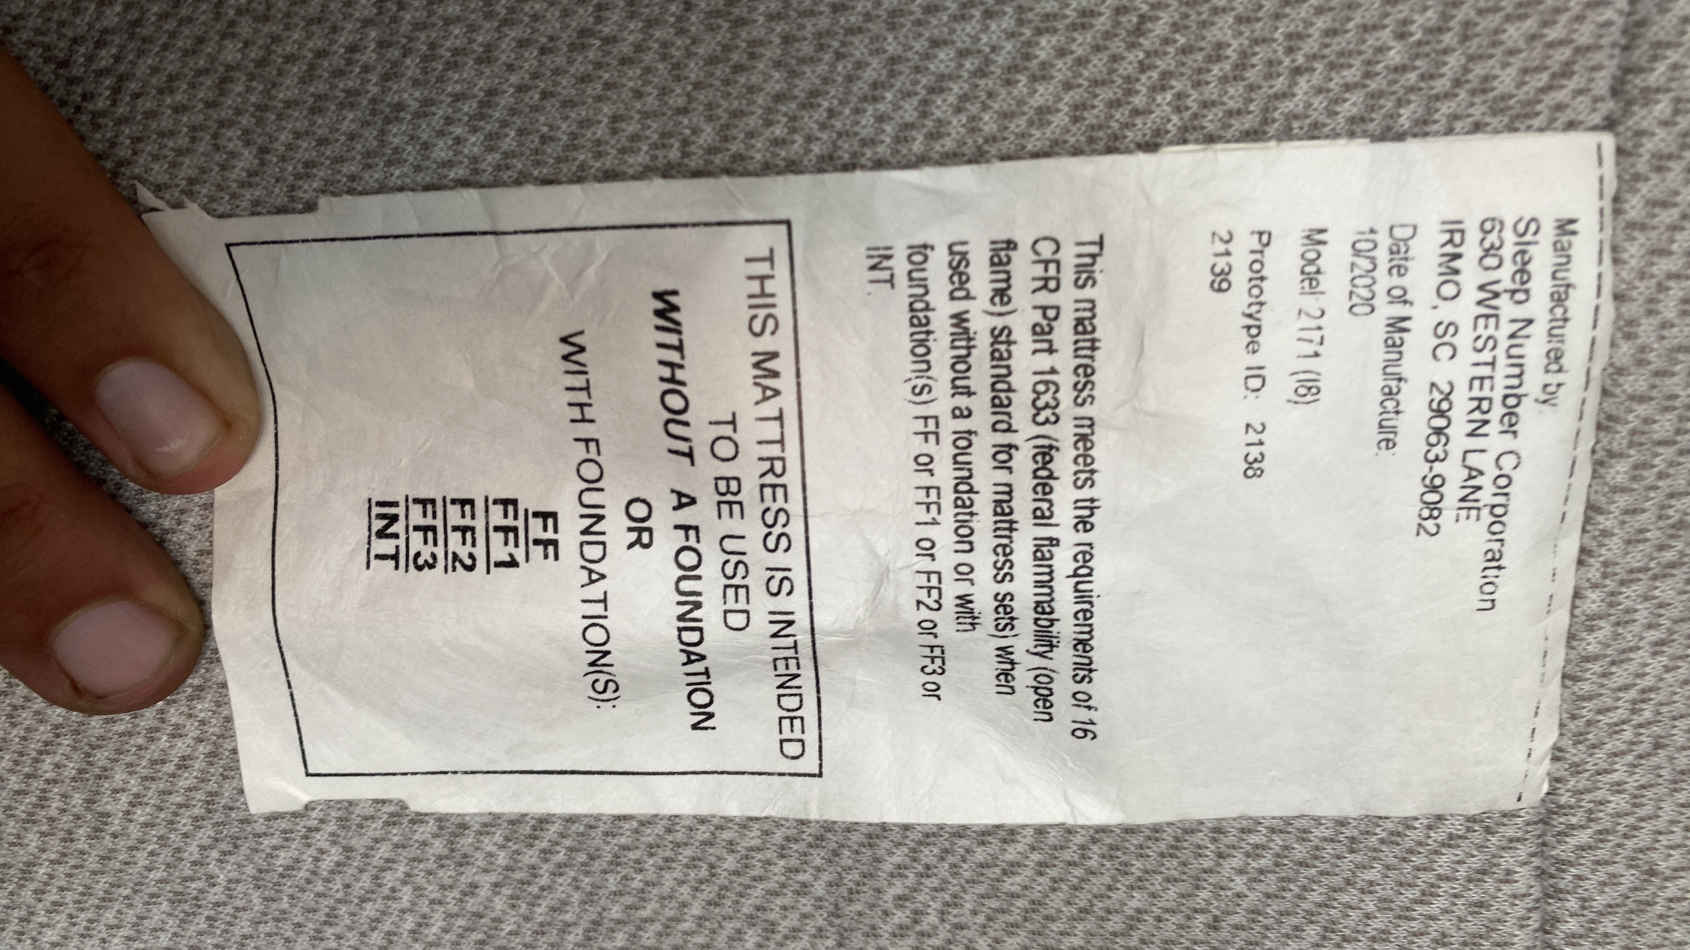 Manufactured by:
Sleep Number Corporation
630 WESTERN LANE
IRMO, SC 29063-9082
Date of Manufacture:
10/2020
Model 2171 (I8)
Prototype ID: 2138
2139
This mattress meets the requirements of 16
CFR Part 1633 (federal flammability (open
flame) standard for mattress sets) when
used without a foundation or with
foundation(s) FF or FF1 or FF2 or FF3 or
INT.
THIS MATTRESS IS INTENDED
TO BE USED
WITHOUT A FOUNDATION
OR
WITH FOUNDATION(S):
FF
FF1
FF2
FF3
INT